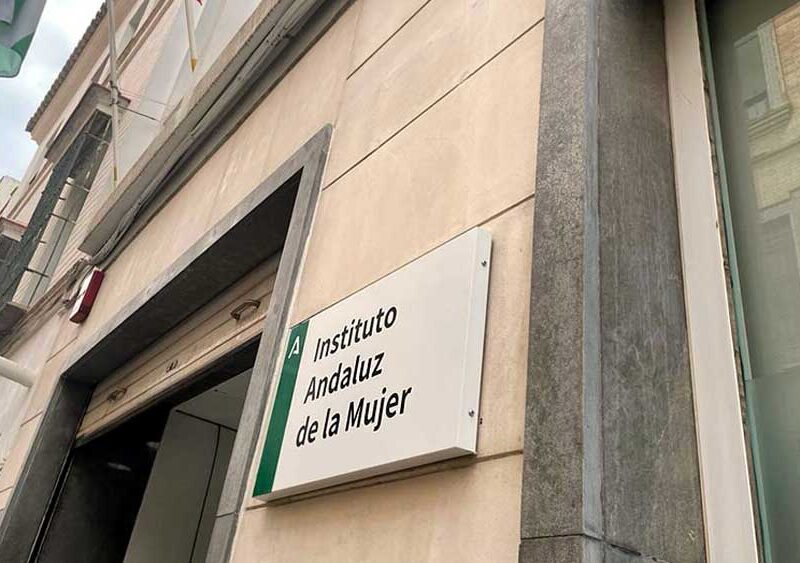 A
Instituto
Andaluz
de la Mujer